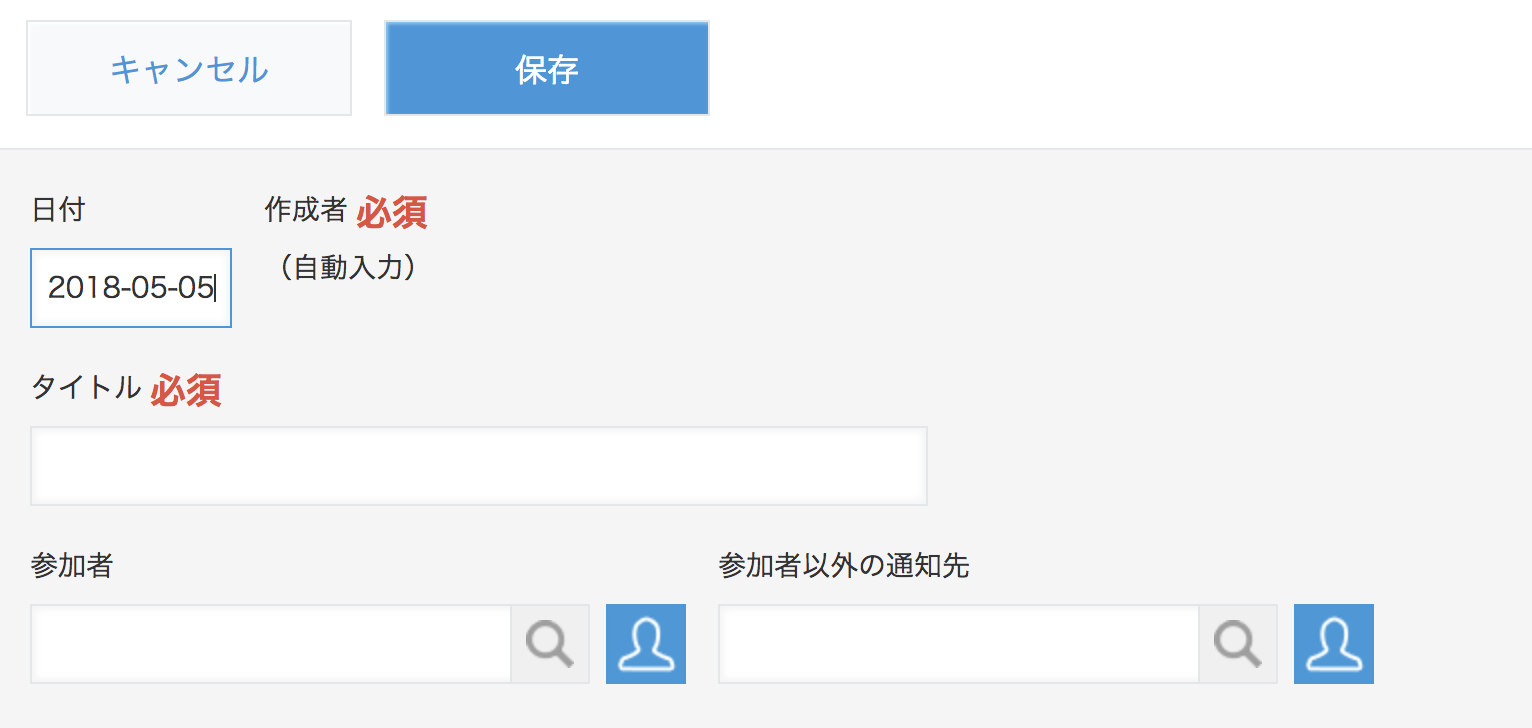 キャンセル 保存
日付 作成者 必須
2018-05-05 （自動入力）
タイトル 必須
参加者 参加者以外の通知先